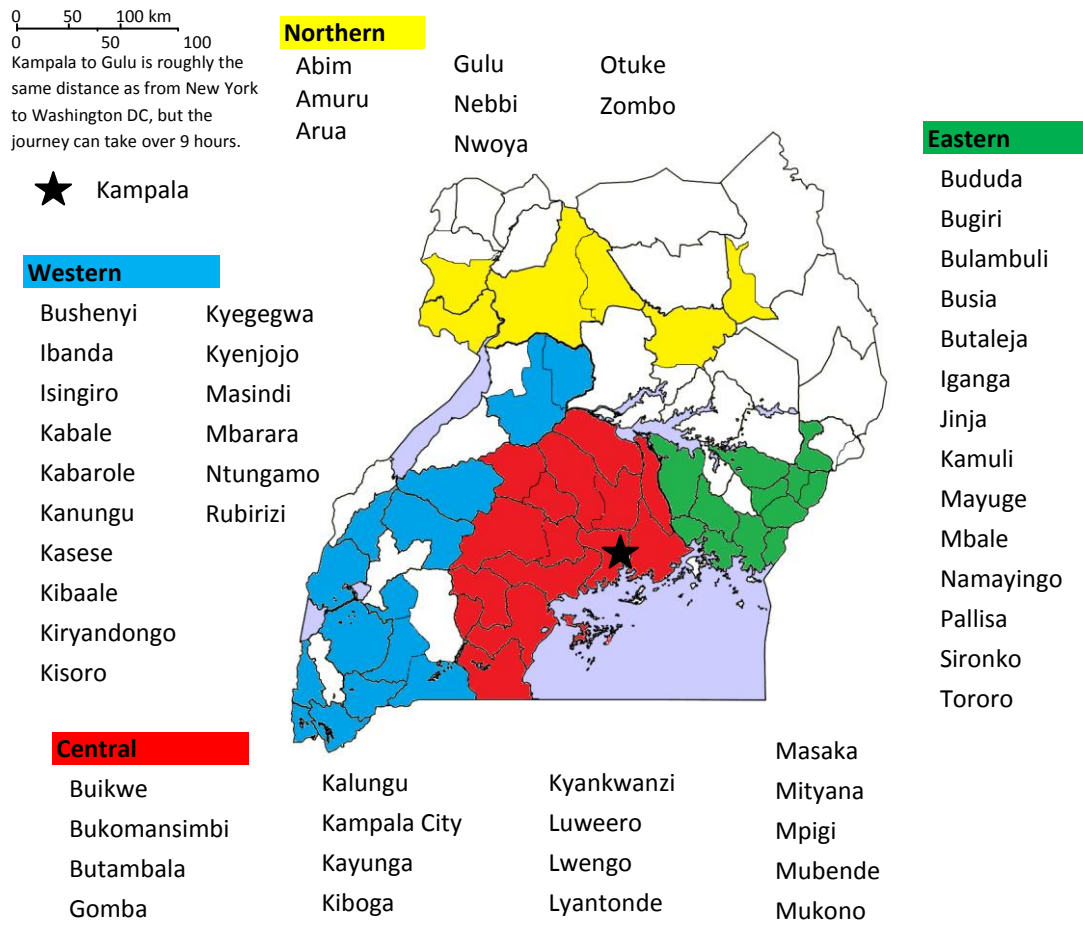 0 50 100 km
0 50 100
Kampala to Gulu is roughly the
same distance as from New York
to Washington DC, but the
journey can take over 9 hours.
Kampala
Northern
Abim
Amuru
Arua
Gulu
Nebbi
Nwoya
Otuke
Zombo
Eastern
Bududa
Bugiri
Bulambuli
Busia
Butaleja
Iganga
Jinja
Kamuli
Mayuge
Mbale
Namayingo
Pallisa
Sironko
Tororo
Western
Bushenyi
Ibanda
Isingiro
Kabale
Kabarole
Kanungu
Kasese
Kibaale
Kiryandongo
Kisoro
Kyegegwa
Kyenjojo
Masindi
Mbarara
Ntungamo
Rubirizi
Central
Buikwe
Bukomansimbi
Butambala
Gomba
Kalungu
Kampala City
Kayunga
Kiboga
Kyankwanzi
Luweero
Lwengo
Lyantonde
Masaka
Mityana
Mpigi
Mubende
Mukono